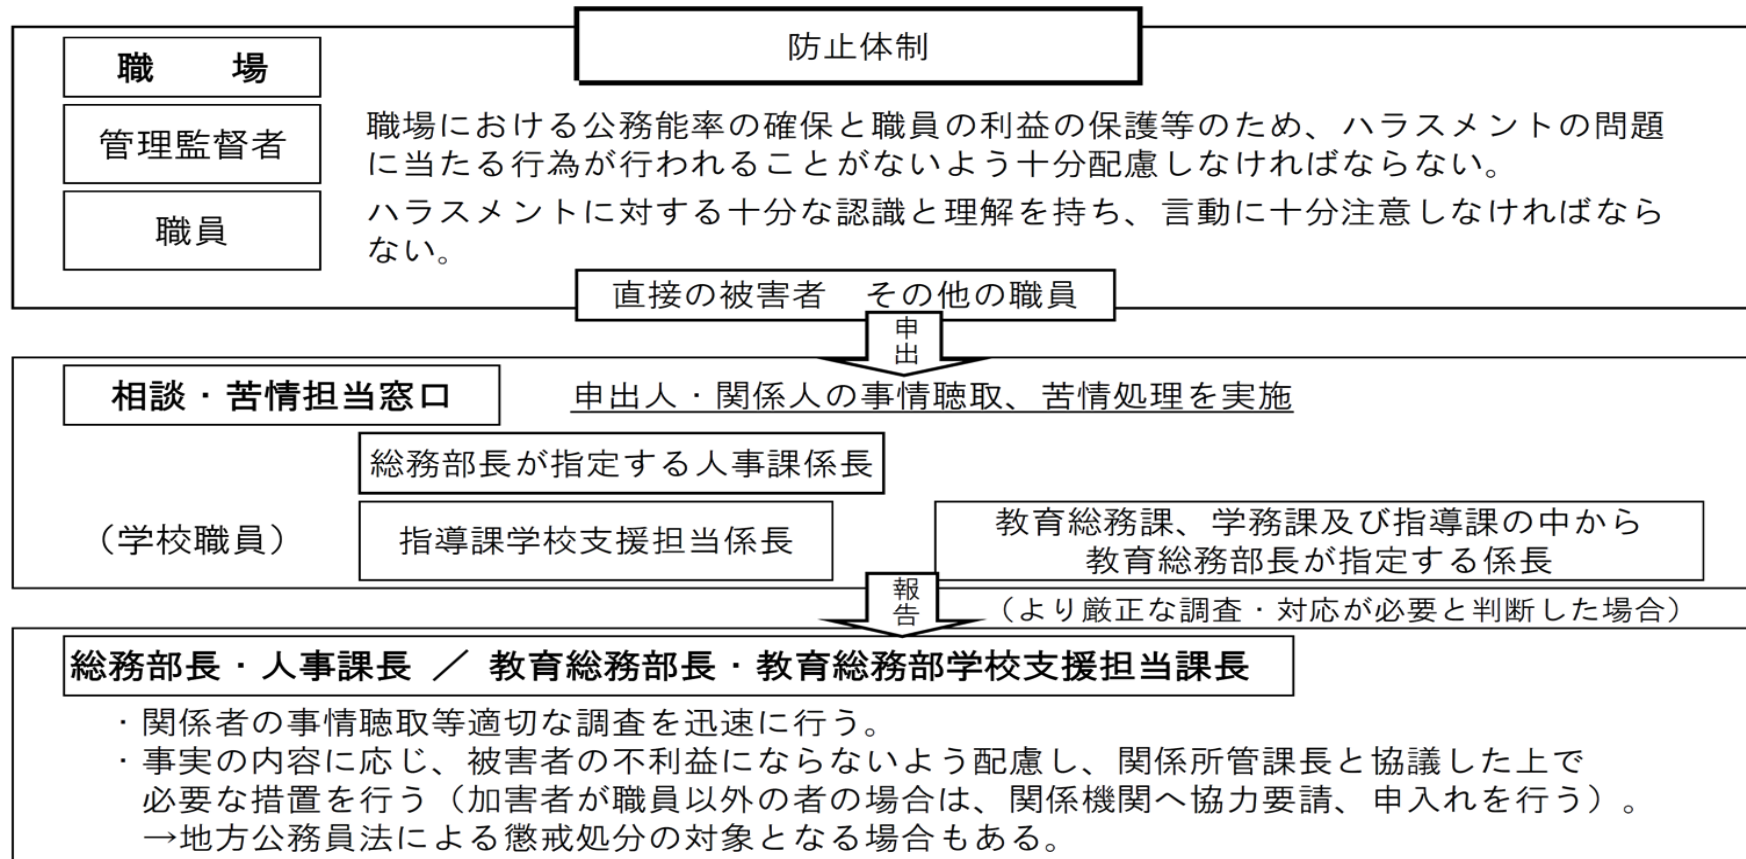 防止体制
職　　場
管理監督者
職場における公務能率の確保と職員の利益の保護等のため、ハラスメントの問題
に当たる行為が行われることがないよう十分配慮しなければならない。
職員
ハラスメントに対する十分な認識と理解を持ち、言動に十分注意しなければなら
ない。
直接の被害者　その他の職員
申出
相談・苦情担当窓口
申出人・関係人の事情聴取、苦情処理を実施
総務部長が指定する人事課係長
（学校職員）
指導課学校支援担当係長
教育総務課、学務課及び指導課の中から
教育総務部長が指定する係長
報告
（より厳正な調査・対応が必要と判断した場合）
総務部長・人事課長 ／ 教育総務部長・教育総務部学校支援担当課長
・関係者の事情聴取等適切な調査を迅速に行う。
・事実の内容に応じ、被害者の不利益にならないよう配慮し、関係所管課長と協議した上で
必要な措置を行う（加害者が職員以外の者の場合は、関係機関へ協力要請、申入れを行う）。
→地方公務員法による懲戒処分の対象となる場合もある。